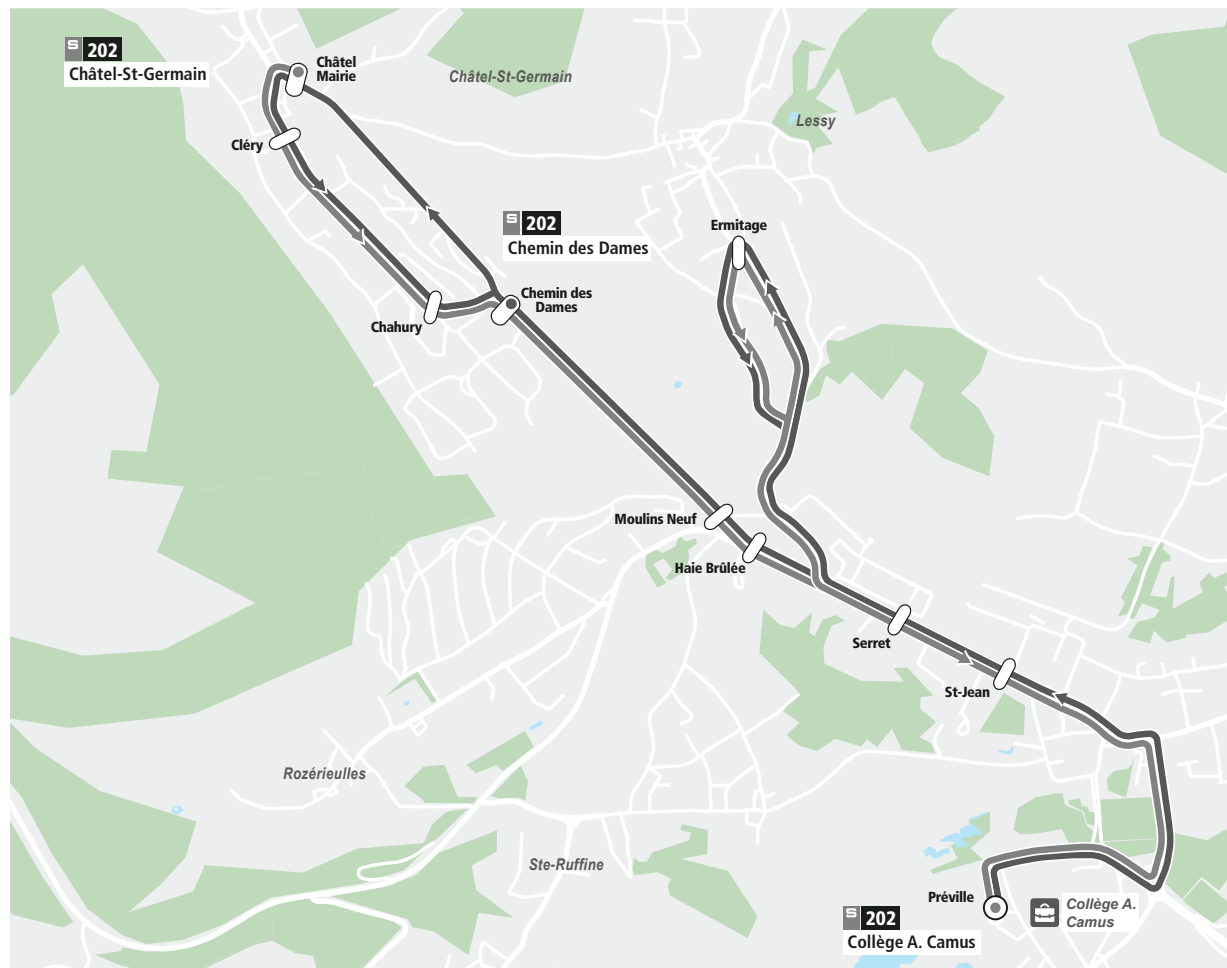 S 202
Châtel-St-Germain
Châtel
Mairie
Châtel-St-Germain
Lessy
Cléry
S 202
Chemin des Dames
Ermitage
Chemin des
Dames
Chahury
Moulins Neuf
Haie Brûlée
Serret
St-Jean
Rozérieulles
Ste-Ruffine
Préville
Collège A.
Camus
S 202
Collège A. Camus